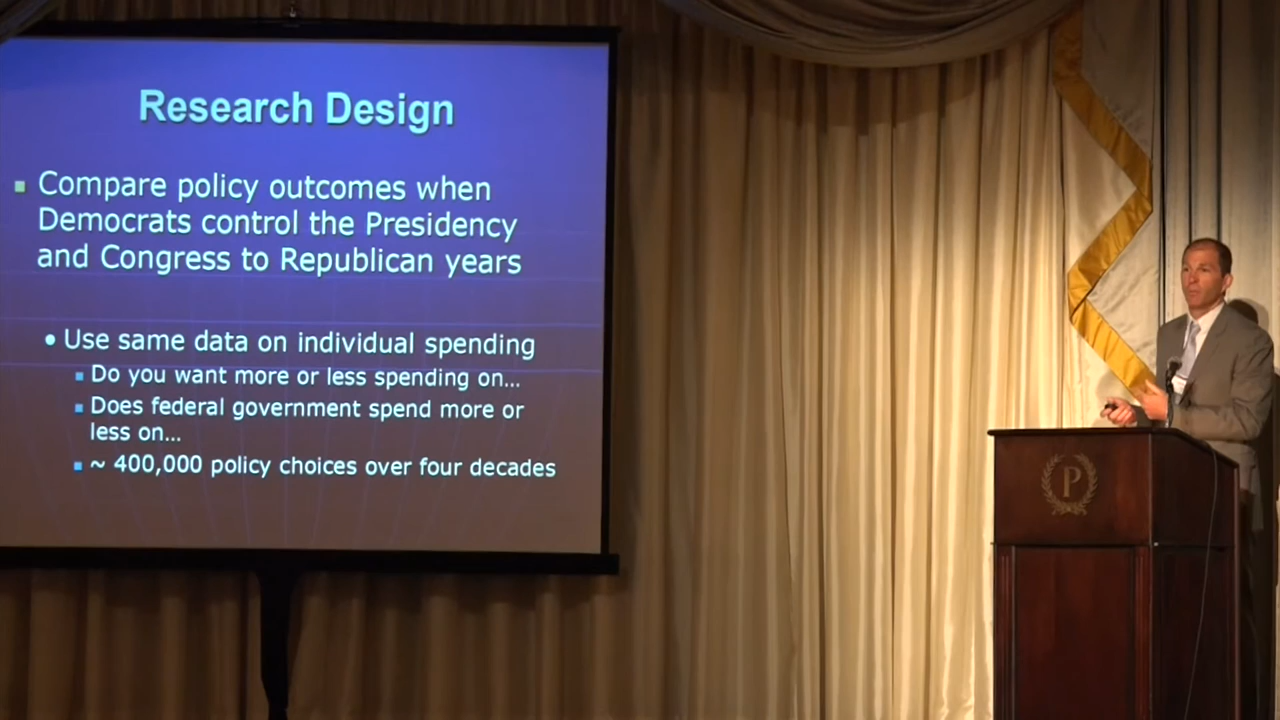 Research Design
Compare policy outcomes when
Democrats control the Presidency
and Congress to Republican years
Use same data on individual spending
Do you want more or less spending on...
Does federal government spend more or
less on...
~ 400,000 policy choices over four decades
P